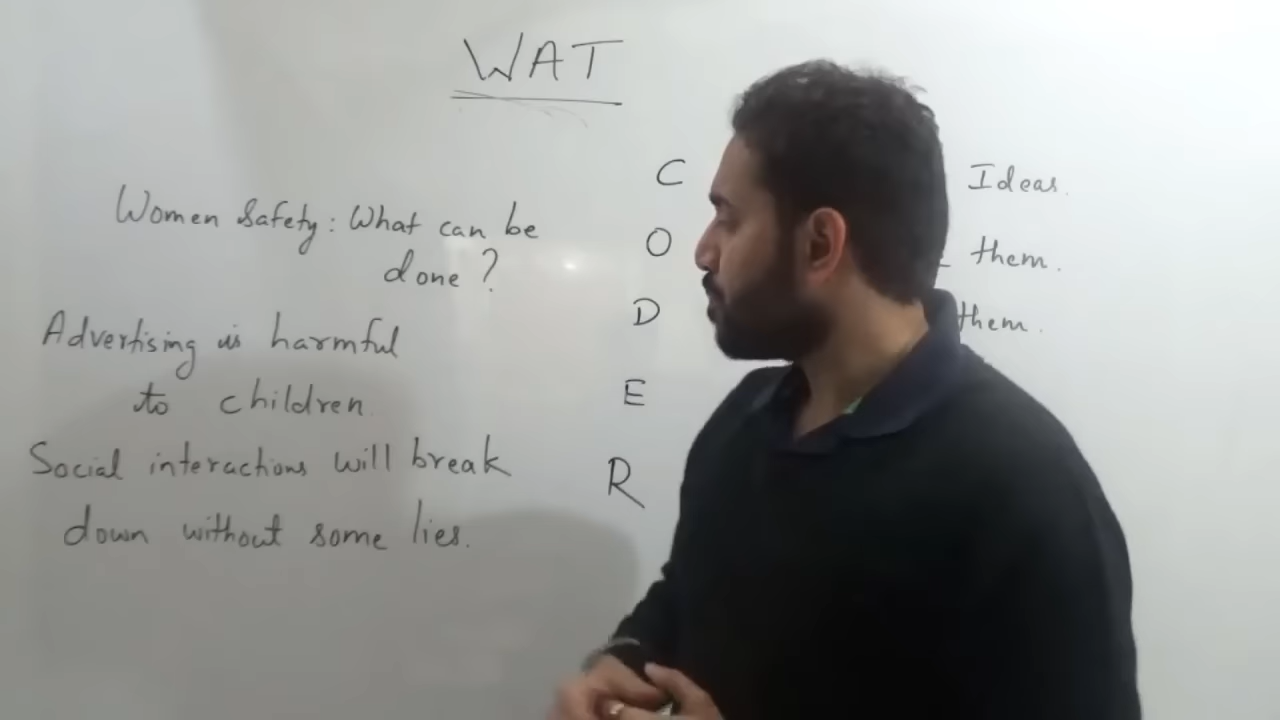 WAT
Women Safety: What can be
done?
Advertising is harmful
to children.
Social interactions will break
down without some lies.
C Ideas.
O them.
D them.
E
R